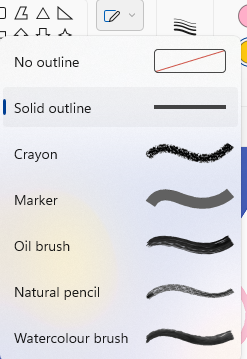 No outline
Solid outline
Crayon
Marker
Oil brush
Natural pencil
Watercolour brush